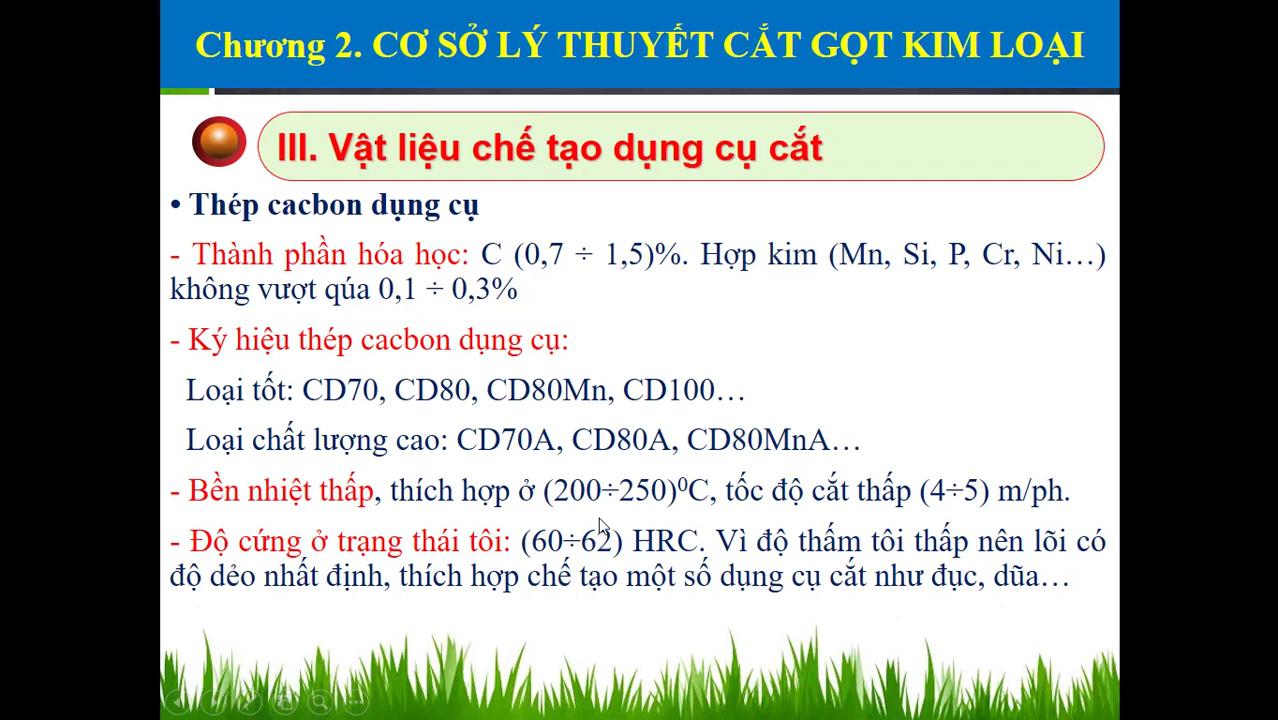 Chương 2. CƠ SỞ LÝ THUYẾT CẮT GỌT KIM LOẠI
III. Vật liệu chế tạo dụng cụ cắt
• Thép cacbon dụng cụ
- Thành phần hóa học: C (0,7 ÷ 1,5)%. Hợp kim (Mn, Si, P, Cr, Ni…)
không vượt qúa 0,1 ÷ 0,3%
- Ký hiệu thép cacbon dụng cụ:
Loại tốt: CD70, CD80, CD80Mn, CD100…
Loại chất lượng cao: CD70A, CD80A, CD80MnA…
- Bền nhiệt thấp, thích hợp ở (200÷250)⁰C, tốc độ cắt thấp (4÷5) m/ph.
- Độ cứng ở trạng thái tôi: (60÷62) HRC. Vì độ thấm tôi thấp nên lõi có
độ dẻo nhất định, thích hợp chế tạo một số dụng cụ cắt như đục, dũa…